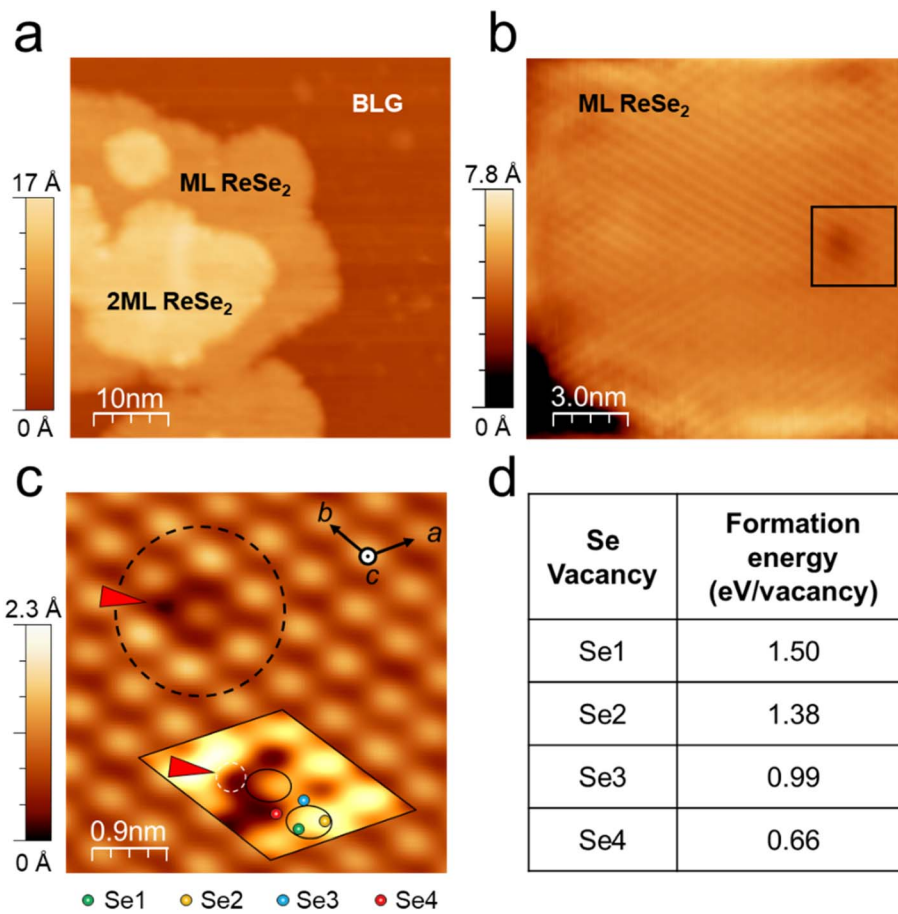 a
BLG
ML ReSe₂
2ML ReSe₂
17 Å
0 Å
10nm
b
ML ReSe₂
7.8 Å
0 Å
3.0nm
c
b
a
c
2.3 Å
0 Å
0.9nm
Se1 Se2 Se3 Se4
d
Se Vacancy Formation energy (eV/vacancy)
Se1 1.50
Se2 1.38
Se3 0.99
Se4 0.66